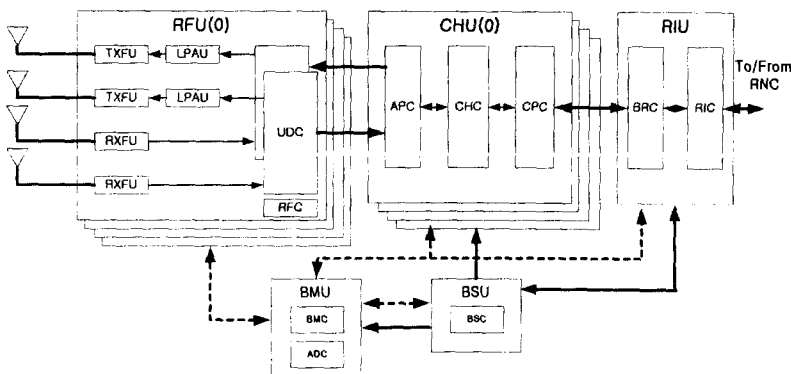 RFU(0)
CHU(0)
RIU
TXFU
LPAU
TXFU
LPAU
RXFU
RXFU
UDC
RFC
APC
CHC
CPC
BRC
RIC
To/From
RNC
BMU
BMC
ADC
BSU
BSC